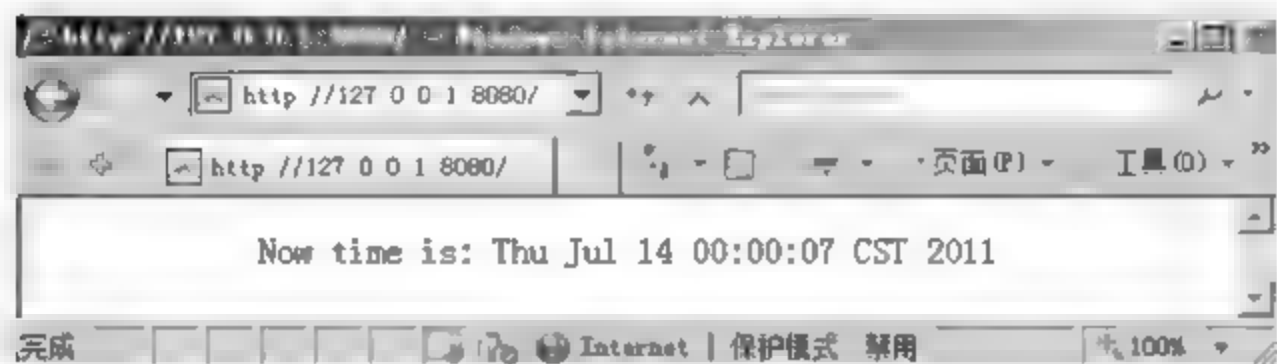 http //127 0 0 1 8080/
http //127 0 0 1 8080/
页面(P) 工具(O) »
Now time is: Thu Jul 14 00:00:07 CST 2011
完成 Internet | 保护模式 禁用 100%